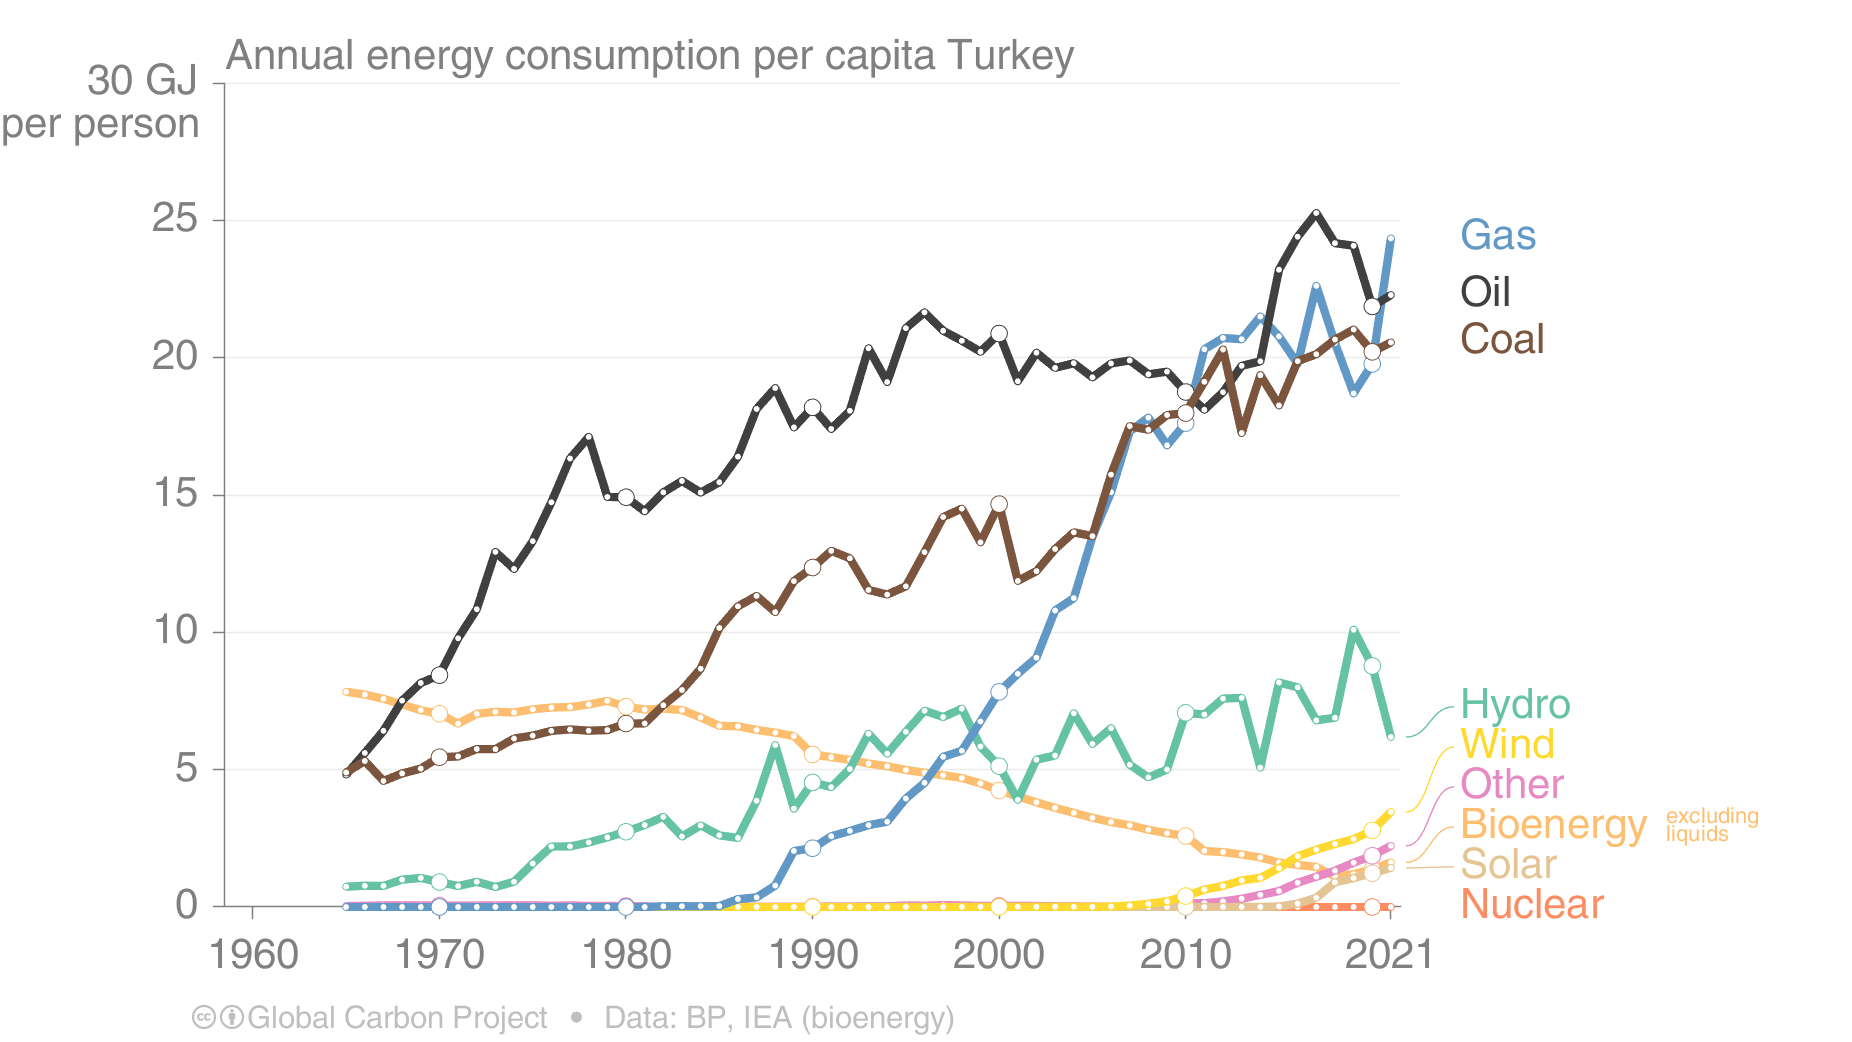 Annual energy consumption per capita Turkey
30 GJ
per person
25
20
15
10
5
0
1960 1970 1980 1990 2000 2010 2021
Gas
Oil
Coal
Hydro
Wind
Other
Bioenergy excluding liquids
Solar
Nuclear
cc Global Carbon Project • Data: BP, IEA (bioenergy)